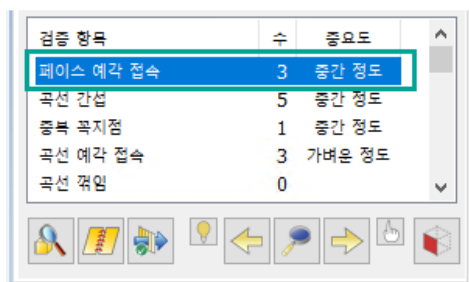 검증 항목 수 중요도
페이스 예각 접속 3 중간 정도
곡선 간섭 5 중간 정도
중복 꼭지점 1 중간 정도
곡선 예각 접속 3 가벼운 정도
곡선 꺾임 0